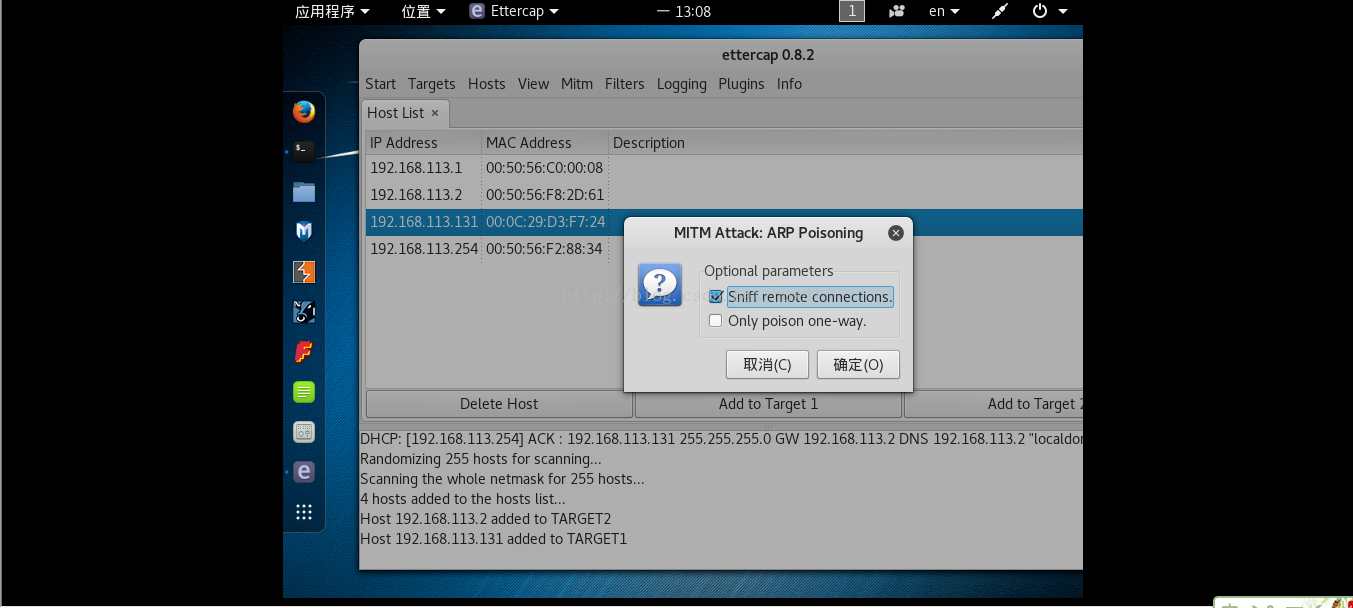 应用程序 位置 Ettercap 一 13:08 1 en
ettercap 0.8.2
Start Targets Hosts View Mitm Filters Logging Plugins Info
Host List ×
IP Address MAC Address Description
192.168.113.1 00:50:56:C0:00:08
192.168.113.2 00:50:56:F8:2D:61
192.168.113.131 00:0C:29:D3:F7:24
192.168.113.254 00:50:56:F2:88:34
MITM Attack: ARP Poisoning
Optional parameters
Sniff remote connections.
Only poison one-way.
取消(C) 确定(O)
Delete Host Add to Target 1 Add to Target
DHCP: [192.168.113.254] ACK : 192.168.113.131 255.255.255.0 GW 192.168.113.2 DNS 192.168.113.2 "localdo
Randomizing 255 hosts for scanning...
Scanning the whole netmask for 255 hosts...
4 hosts added to the hosts list...
Host 192.168.113.2 added to TARGET2
Host 192.168.113.131 added to TARGET1